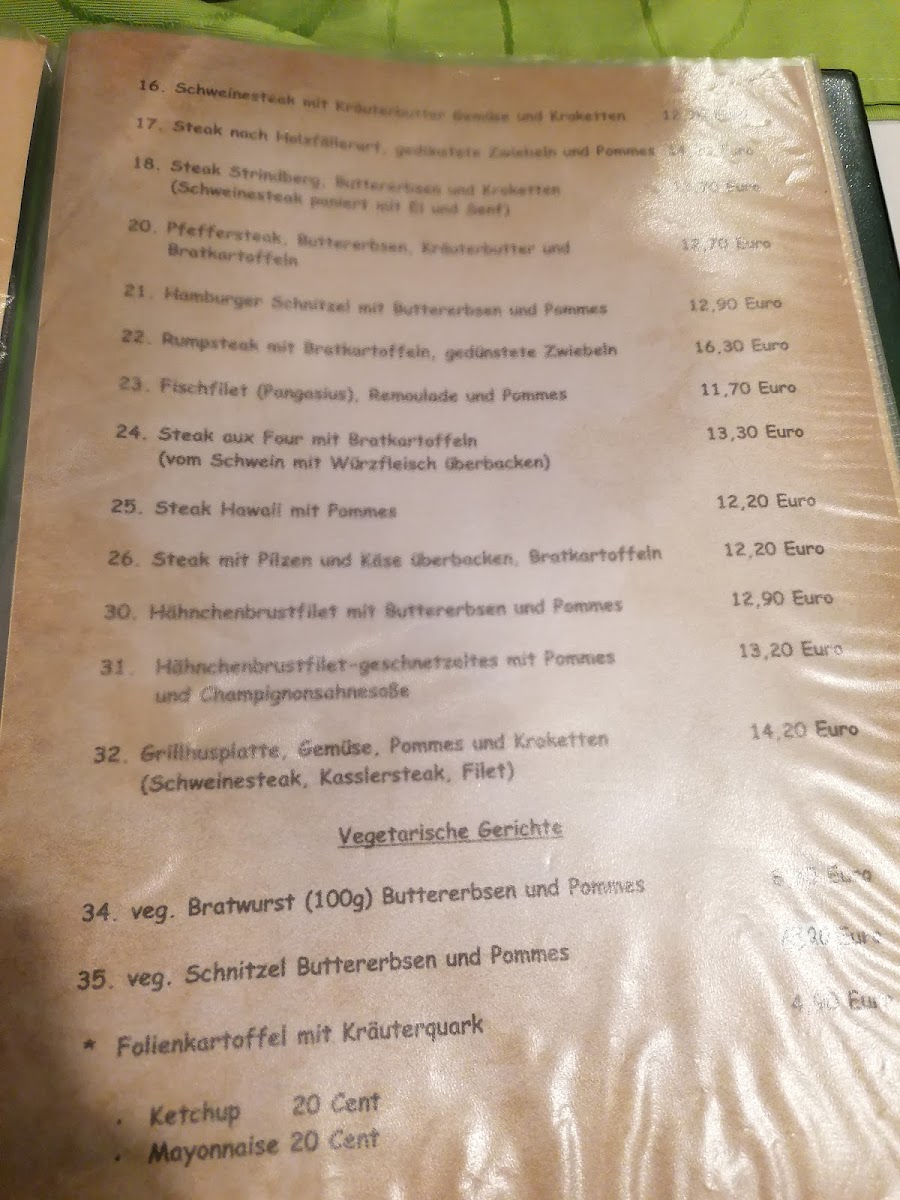 16. Schweinesteak mit Kräuterbutter Gemüse und Kroketten
17. Steak nach Holzfällerart, gedünstete Zwiebeln und Pommes Euro
18. Steak Strindberg, Buttererbsen und Kroketten Euro
(Schweinesteak paniert mit Ei und Senf)
20. Pfeffersteak, Buttererbsen, Kräuterbutter und 12,70 Euro
Bratkartoffeln
21. Hamburger Schnitzel mit Buttererbsen und Pommes 12,90 Euro
22. Rumpsteak mit Bratkartoffeln, gedünstete Zwiebeln 16,30 Euro
23. Fischfilet (Pangasius), Remoulade und Pommes 11,70 Euro
24. Steak aux Four mit Bratkartoffeln 13,30 Euro
(vom Schwein mit Würzfleisch überbacken)
25. Steak Hawaii mit Pommes 12,20 Euro
26. Steak mit Pilzen und Käse überbacken, Bratkartoffeln 12,20 Euro
30. Hähnchenbrustfilet mit Buttererbsen und Pommes 12,90 Euro
31. Hähnchenbrustfilet-geschnetzeltes mit Pommes 13,20 Euro
und Champignonsahnesoße
32. Grillhusplatte, Gemüse, Pommes und Kroketten 14,20 Euro
(Schweinesteak, Kasslersteak, Filet)
Vegetarische Gerichte
34. veg. Bratwurst (100g) Buttererbsen und Pommes Euro
35. veg. Schnitzel Buttererbsen und Pommes Euro
* Folienkartoffel mit Kräuterquark
. Ketchup 20 Cent
. Mayonnaise 20 Cent